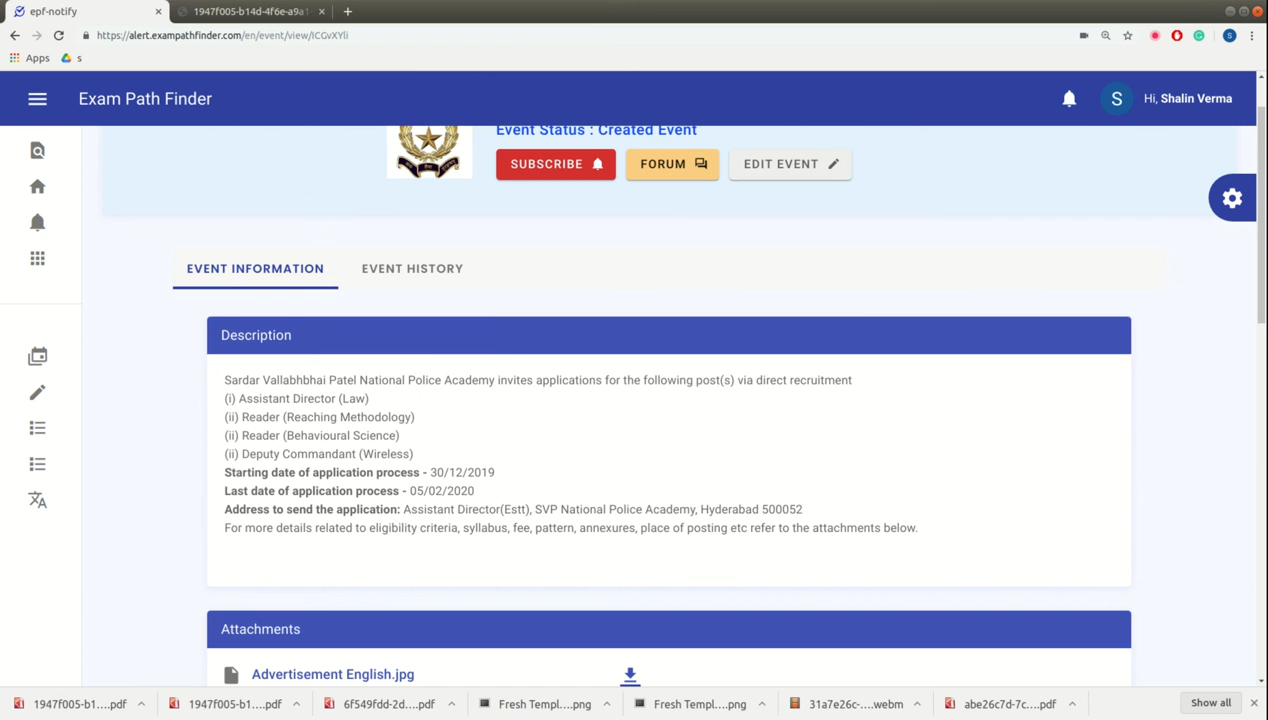 epf-notify
1947f005-b14d-4f6e-a9a1
https://alert.exampathfinder.com/en/event/view/ICGvXYli
S
Apps
s
Exam Path Finder
S
Hi, Shalin Verma
Event Status : Created Event
SUBSCRIBE
FORUM
EDIT EVENT
EVENT INFORMATION
EVENT HISTORY
Description
Sardar Vallabhbhai Patel National Police Academy invites applications for the following post(s) via direct recruitment
(i) Assistant Director (Law)
(ii) Reader (Reaching Methodology)
(ii) Reader (Behavioural Science)
(ii) Deputy Commandant (Wireless)
Starting date of application process - 30/12/2019
Last date of application process - 05/02/2020
Address to send the application: Assistant Director(Estt), SVP National Police Academy, Hyderabad 500052
For more details related to eligibility criteria, syllabus, fee, pattern, annexures, place of posting etc refer to the attachments below.
Attachments
Advertisement English.jpg
1947f005-b1....pdf
1947f005-b1....pdf
6f549fdd-2d....pdf
Fresh Templ....png
Fresh Templ....png
31a7e26c-....webm
abe26c7d-7c....pdf
Show all